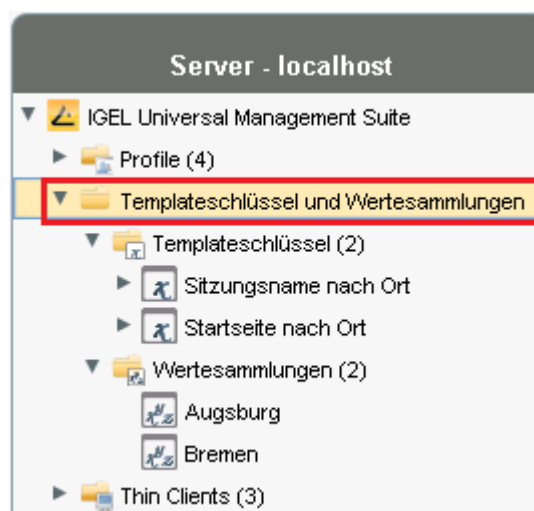 Server - localhost
IGEL Universal Management Suite
Profile (4)
Templateschlüssel und Wertesammlungen
Templateschlüssel (2)
Sitzungsname nach Ort
Startseite nach Ort
Wertesammlungen (2)
Augsburg
Bremen
Thin Clients (3)